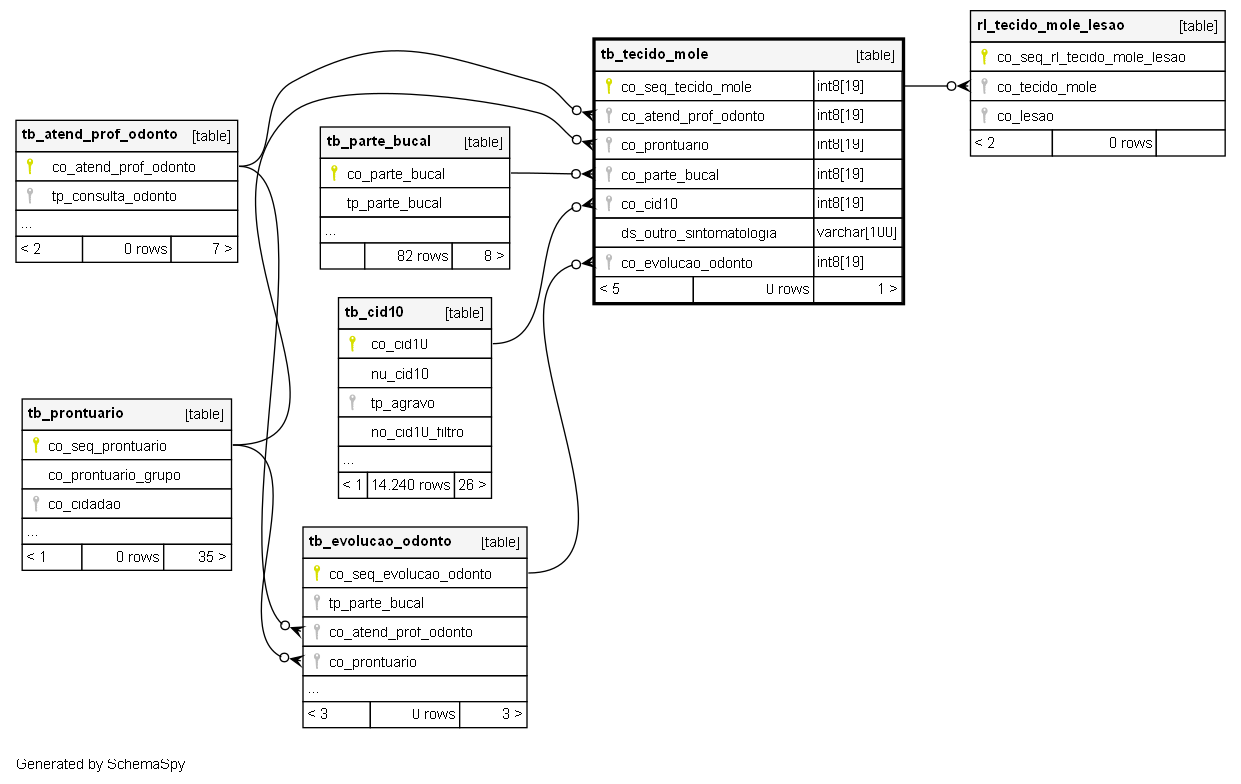 tb_atend_prof_odonto [table]
co_atend_prof_odonto
tp_consulta_odonto
...
< 2 0 rows 7 >
tb_prontuario [table]
co_seq_prontuario
co_prontuario_grupo
co_cidadao
...
< 1 0 rows 35 >
tb_parte_bucal [table]
co_parte_bucal
tp_parte_bucal
...
82 rows 8 >
tb_cid10 [table]
co_cid10
nu_cid10
tp_agravo
no_cid10_filtro
...
< 1 14.240 rows 26 >
tb_evolucao_odonto [table]
co_seq_evolucao_odonto
tp_parte_bucal
co_atend_prof_odonto
co_prontuario
...
< 3 0 rows 3 >
tb_tecido_mole [table]
co_seq_tecido_mole int8[19]
co_atend_prof_odonto int8[19]
co_prontuario int8[19]
co_parte_bucal int8[19]
co_cid10 int8[19]
ds_outro_sintomatologia varchar[100]
co_evolucao_odonto int8[19]
< 5 0 rows 1 >
rl_tecido_mole_lesao [table]
co_seq_rl_tecido_mole_lesao
co_tecido_mole
co_lesao
< 2 0 rows
Generated by SchemaSpy